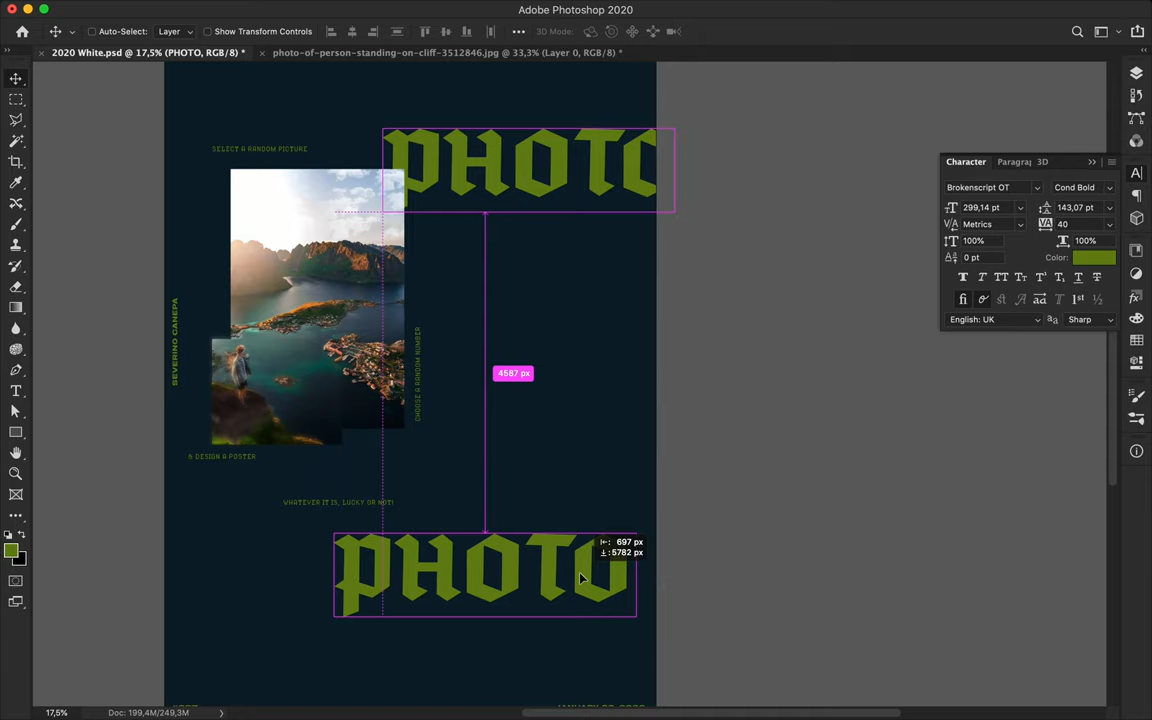 Adobe Photoshop 2020
Auto-Select: Layer Show Transform Controls 3D Mode:
2020 White.psd @ 17,5% (PHOTO, RGB/8) * photo-of-person-standing-on-cliff-3512846.jpg @ 33,3% (Layer 0, RGB/8) *
PHOTO
SELECT A RANDOM PICTURE
SEVERINO CANEPA
CHOOSE A RANDOM NUMBER
4587 px
& DESIGN A POSTER
WHATEVER IT IS, LUCKY OR NOT!
PHOTO
697 px
5782 px
Character Paragraph 3D
Brokenscript OT Cond Bold
299,14 pt 143,07 pt
Metrics 40
100% 100%
0 pt Color:
English: UK Sharp
17,5% Doc: 199,4M/249,3M